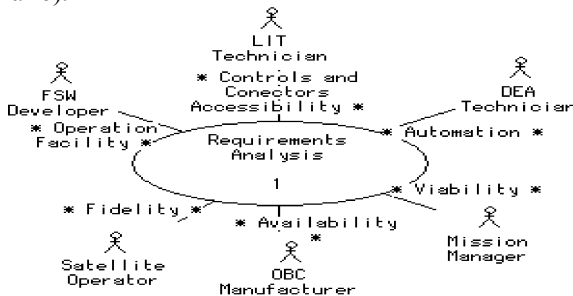 LIT
Technician
* Controls and
Conectors
Accessibility *
FSW
Developer
* Operation
Facility *
DEA
Technician
* Automation *
Requirements
Analysis
1
* Viability *
* Fidelity *
* Availability
*
Mission
Manager
Satellite
Operator
OBC
Manufacturer